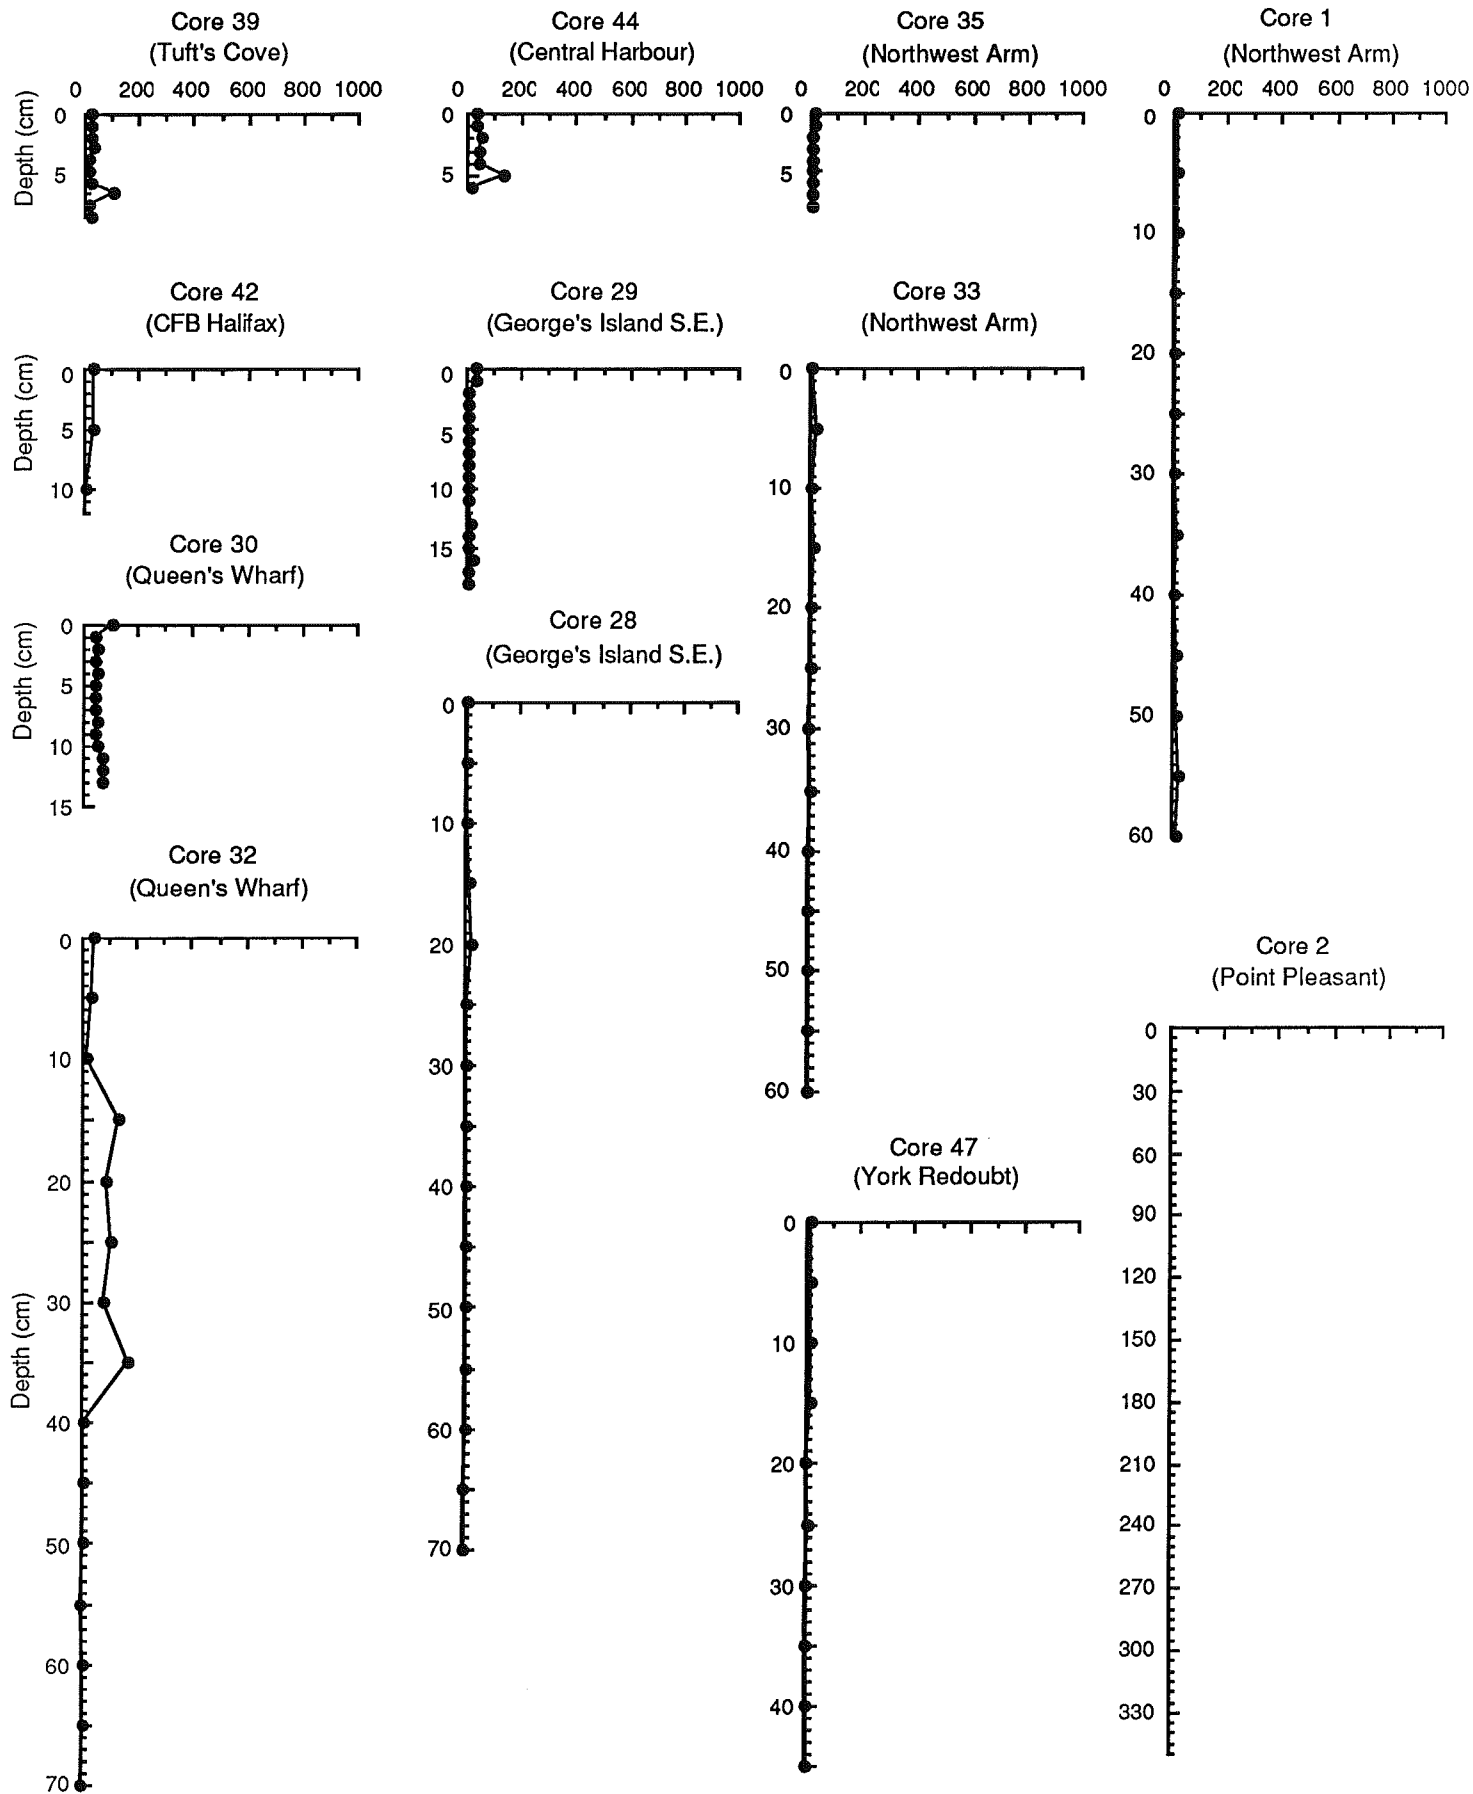 Core 39
(Tuft's Cove)
0 200 400 600 800 1000
Depth (cm)
0
5
Core 42
(CFB Halifax)
Depth (cm)
0
5
10
Core 30
(Queen's Wharf)
Depth (cm)
0
5
10
15
Core 32
(Queen's Wharf)
Depth (cm)
0
10
20
30
40
50
60
70
Core 44
(Central Harbour)
0 200 400 600 800 1000
0
5
Core 29
(George's Island S.E.)
0
5
10
15
Core 28
(George's Island S.E.)
0
10
20
30
40
50
60
70
Core 35
(Northwest Arm)
0 200 400 600 800 1000
0
5
Core 33
(Northwest Arm)
0
10
20
30
40
50
60
Core 47
(York Redoubt)
0
10
20
30
40
Core 1
(Northwest Arm)
0 200 400 600 800 1000
0
10
20
30
40
50
60
Core 2
(Point Pleasant)
0
30
60
90
120
150
180
210
240
270
300
330